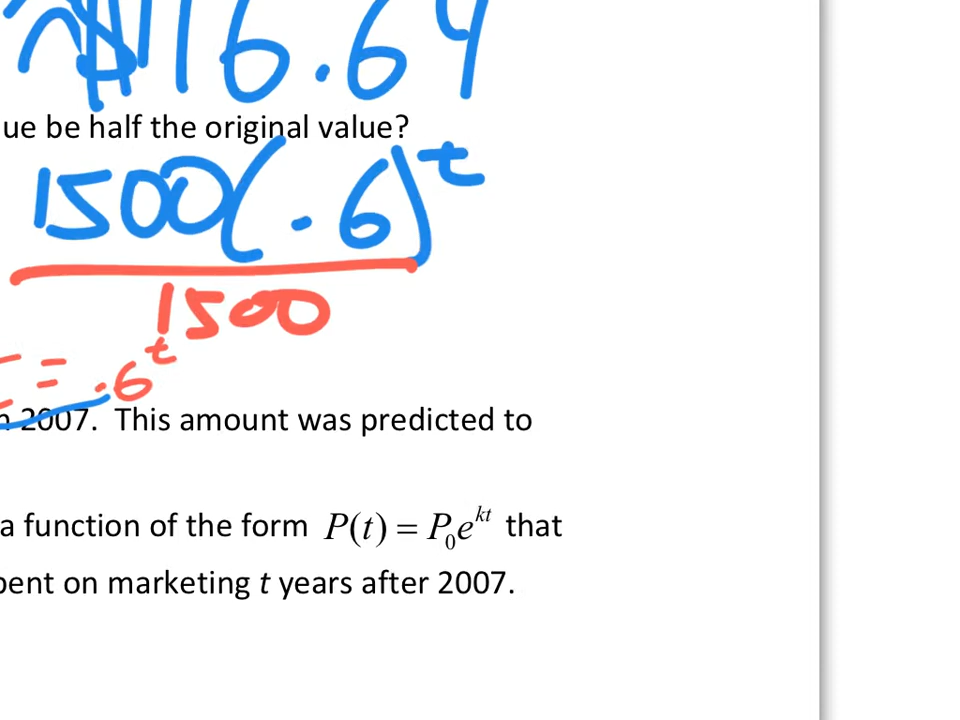 $116.64
ue be half the original value?
1500(.6)^t
1500
= .6^t
n 2007. This amount was predicted to
a function of the form P(t) = P₀e^{kt} that
pent on marketing t years after 2007.